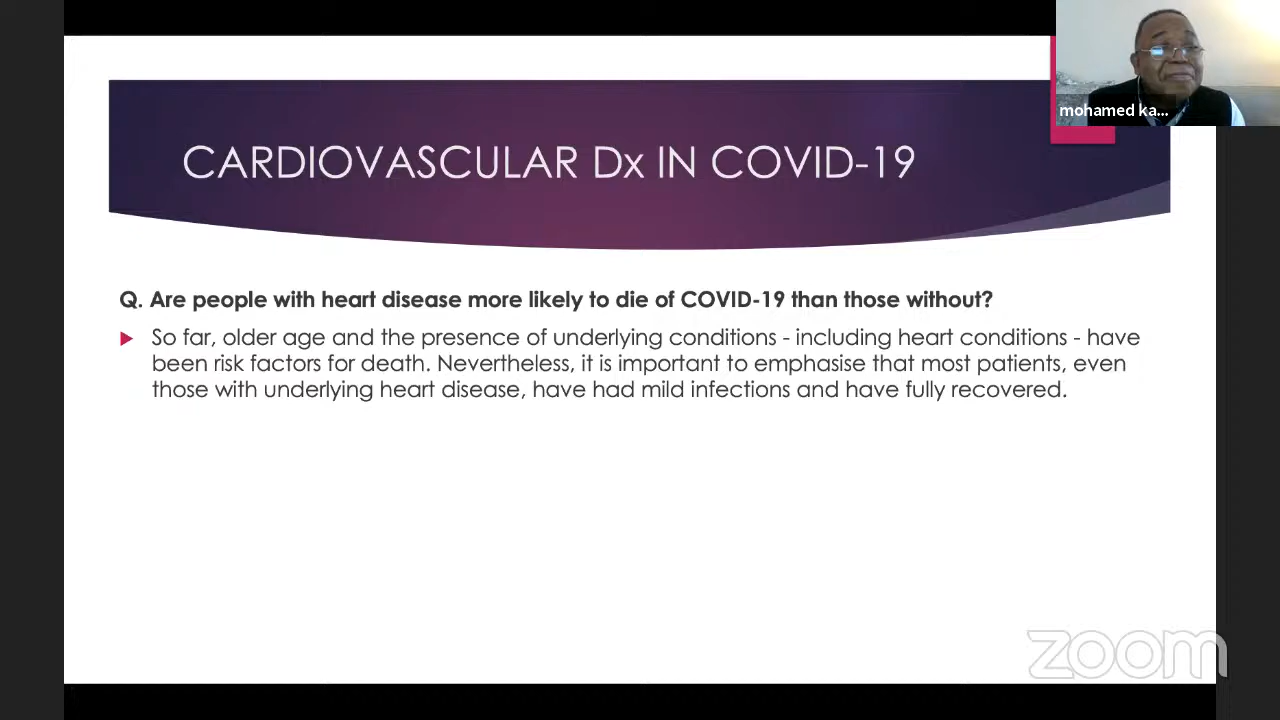 mohamed ka...
CARDIOVASCULAR Dx IN COVID-19
Q. Are people with heart disease more likely to die of COVID-19 than those without?
So far, older age and the presence of underlying conditions - including heart conditions - have
been risk factors for death. Nevertheless, it is important to emphasise that most patients, even
those with underlying heart disease, have had mild infections and have fully recovered.
zoom